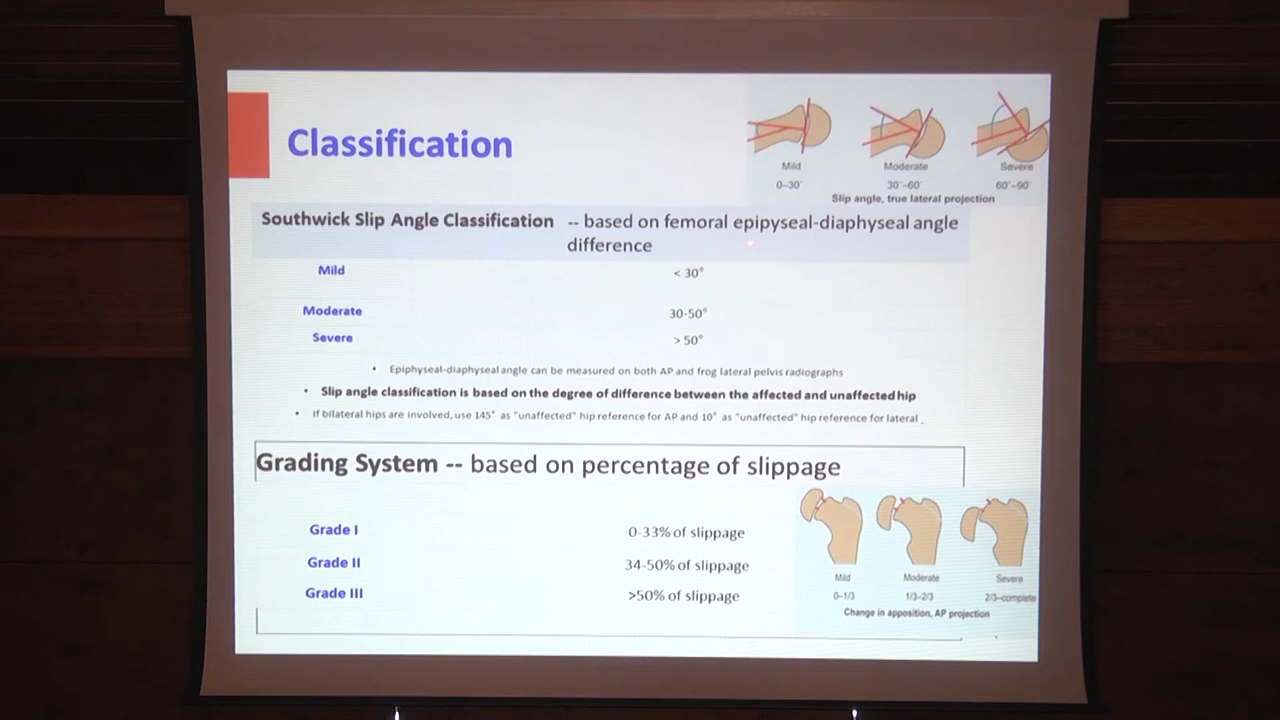 Classification
Mild
Moderate
Severe
0–30°
30°–60°
60°–90°
Slip angle, true lateral projection
Southwick Slip Angle Classification -- based on femoral epipyseal-diaphyseal angle
difference
Mild < 30°
Moderate 30-50°
Severe > 50°
• Epiphyseal-diaphyseal angle can be measured on both AP and frog lateral pelvis radiographs
• Slip angle classification is based on the degree of difference between the affected and unaffected hip
• If bilateral hips are involved, use 145° as "unaffected" hip reference for AP and 10° as "unaffected" hip reference for lateral .
Grading System -- based on percentage of slippage
Grade I 0-33% of slippage
Grade II 34-50% of slippage
Grade III >50% of slippage
Mild
Moderate
Severe
0–1/3
1/3–2/3
2/3–complete
Change in apposition, AP projection